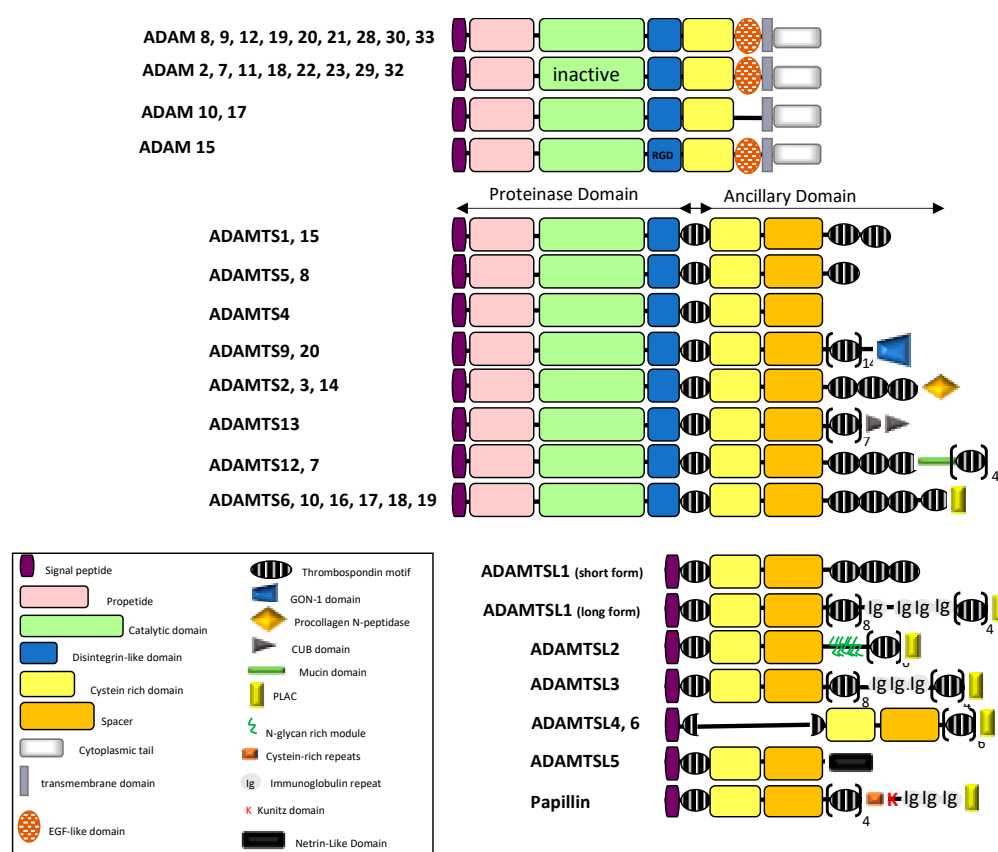 ADAM 8, 9, 12, 19, 20, 21, 28, 30, 33
ADAM 2, 7, 11, 18, 22, 23, 29, 32
inactive
ADAM 10, 17
ADAM 15
RGD
Proteinase Domain
Ancillary Domain
ADAMTS1, 15
ADAMTS5, 8
ADAMTS4
ADAMTS9, 20
14
ADAMTS2, 3, 14
ADAMTS13
7
ADAMTS12, 7
4
ADAMTS6, 10, 16, 17, 18, 19
Signal peptide
Propetide
Catalytic domain
Disintegrin-like domain
Cystein rich domain
Spacer
Cytoplasmic tail
transmembrane domain
EGF-like domain
Thrombospondin motif
GON-1 domain
Procollagen N-peptidase
CUB domain
Mucin domain
PLAC
N-glycan rich module
Cystein-rich repeats
Ig Immunoglobulin repeat
K Kunitz domain
Netrin-Like Domain
ADAMTSL1 (short form)
ADAMTSL1 (long form)
8 Ig Ig Ig Ig 4
ADAMTSL2
ADAMTSL3
8 Ig Ig Ig
ADAMTSL4, 6
6
ADAMTSL5
Papillin
4 K Ig Ig Ig